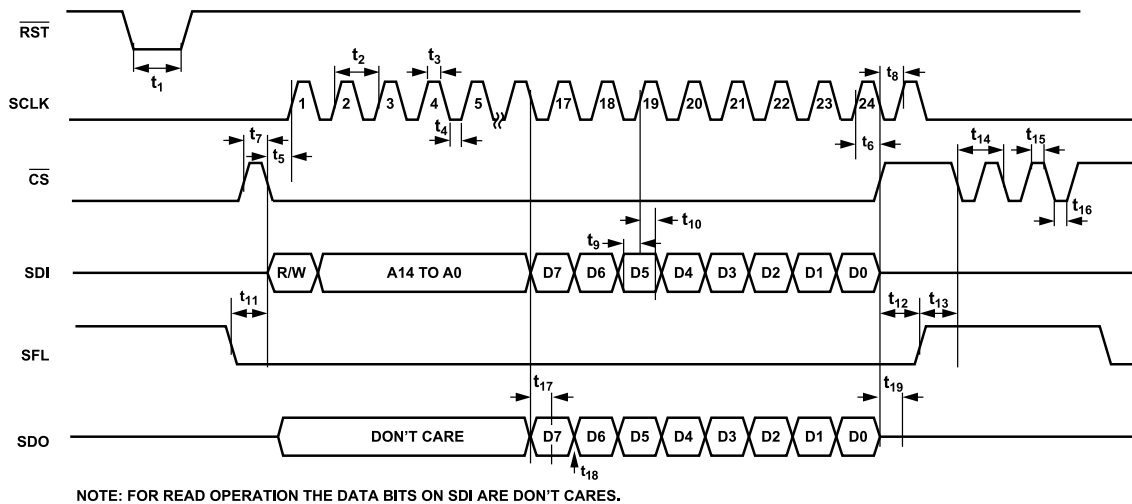 RST
t1
t2
t3
t8
SCLK
1 2 3 4 5 17 18 19 20 21 22 23 24
t4
t7
t5
t6
t14
t15
CS
t16
t9
t10
SDI
R/W A14 TO A0 D7 D6 D5 D4 D3 D2 D1 D0
t11
t12 t13
SFL
t17
t19
SDO
DON'T CARE D7 D6 D5 D4 D3 D2 D1 D0
t18
NOTE: FOR READ OPERATION THE DATA BITS ON SDI ARE DON'T CARES.